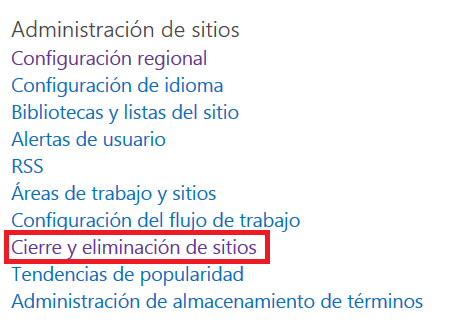 Administración de sitios
Configuración regional
Configuración de idioma
Bibliotecas y listas del sitio
Alertas de usuario
RSS
Áreas de trabajo y sitios
Configuración del flujo de trabajo
Cierre y eliminación de sitios
Tendencias de popularidad
Administración de almacenamiento de términos